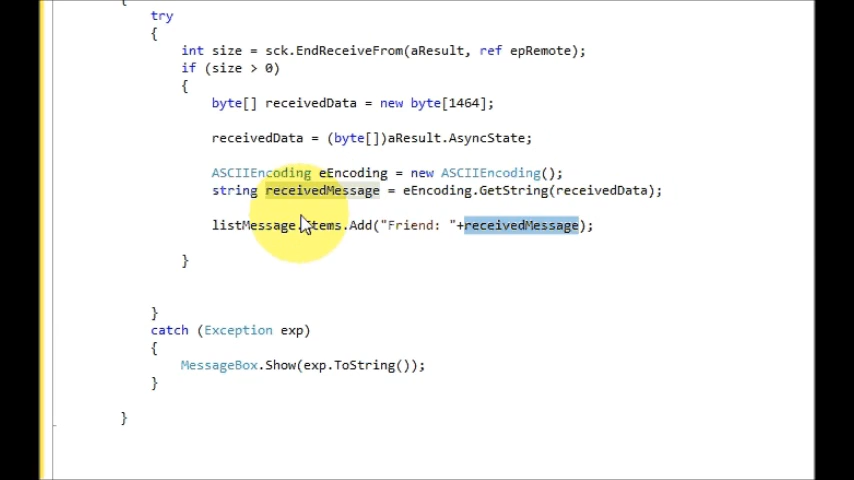 {
try
{
int size = sck.EndReceiveFrom(aResult, ref epRemote);
if (size > 0)
{
byte[] receivedData = new byte[1464];
receivedData = (byte[])aResult.AsyncState;
ASCIIEncoding eEncoding = new ASCIIEncoding();
string receivedMessage = eEncoding.GetString(receivedData);
listMessage.Items.Add("Friend: "+receivedMessage);
}
}
catch (Exception exp)
{
MessageBox.Show(exp.ToString());
}
}